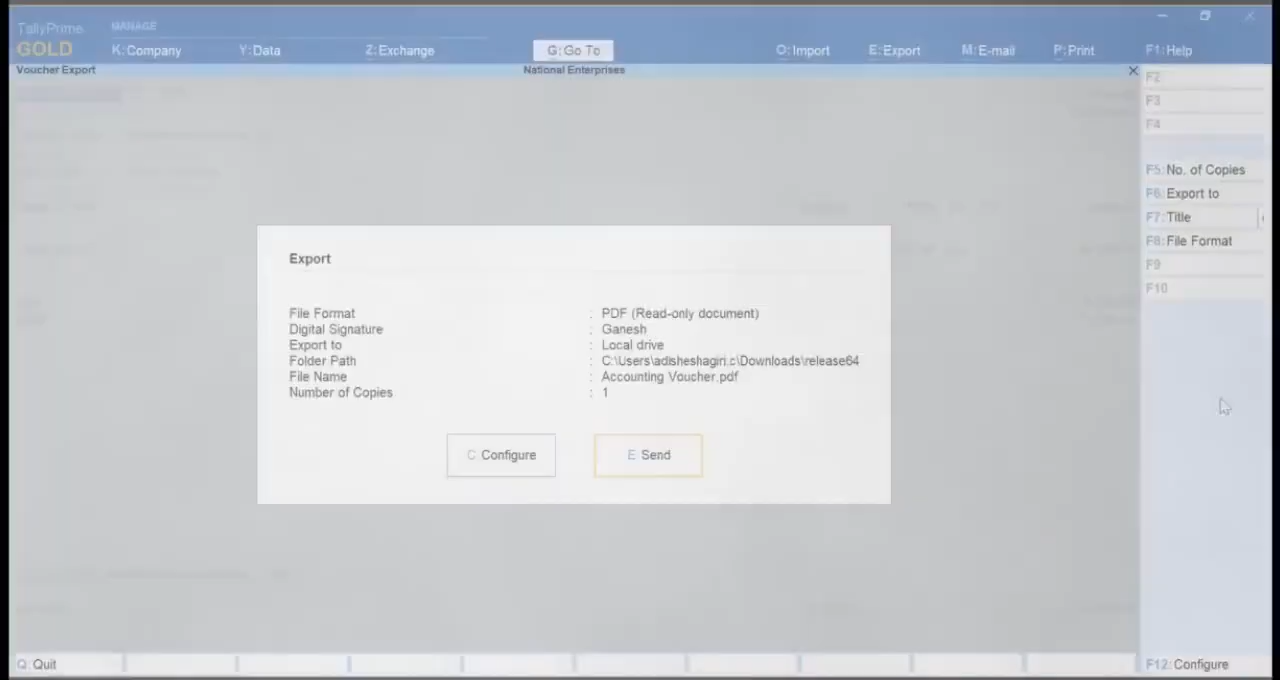 TallyPrime
GOLD
MANAGE
K:Company
Y:Data
Z:Exchange
G:Go To
O:Import
E:Export
M:E-mail
P:Print
F1:Help
Voucher Export
National Enterprises
F2
F3
F4
F5:No. of Copies
F6:Export to
F7:Title
F8:File Format
F9
F10
Export
File Format : PDF (Read-only document)
Digital Signature : Ganesh
Export to : Local drive
Folder Path : C:\Users\adisheshagiri.c\Downloads\release64
File Name : Accounting Voucher.pdf
Number of Copies : 1
C Configure
E Send
Q:Quit
F12:Configure